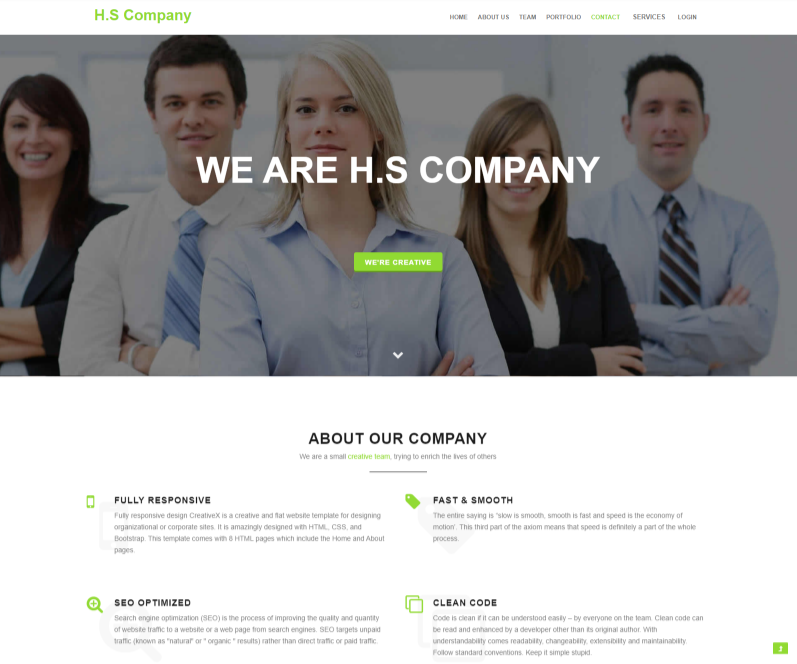 H.S Company
HOME ABOUT US TEAM PORTFOLIO CONTACT SERVICES LOGIN
WE ARE H.S COMPANY
WE'RE CREATIVE
ABOUT OUR COMPANY
We are a small creative team, trying to enrich the lives of others
FULLY RESPONSIVE
Fully responsive design CreativeX is a creative and flat website template for designing
organizational or corporate sites. It is amazingly designed with HTML, CSS, and
Bootstrap. This template comes with 6 HTML pages which include the Home and About
pages.
FAST & SMOOTH
The entire saying is “slow is smooth, smooth is fast and speed is the economy of
motion’. This third part of the axiom means that speed is definitely a part of the whole
process.
SEO OPTIMIZED
Search engine optimization (SEO) is the process of improving the quality and quantity
of website traffic to a website or a web page from search engines. SEO targets unpaid
traffic (known as "natural" or " organic " results) rather than direct traffic or paid traffic.
CLEAN CODE
Code is clean if it can be understood easily – by everyone on the team. Clean code can
be read and enhanced by a developer other than its original author. With
understandability comes readability, changeability, extensibility and maintainability.
Follow standard conventions. Keep it simple stupid.